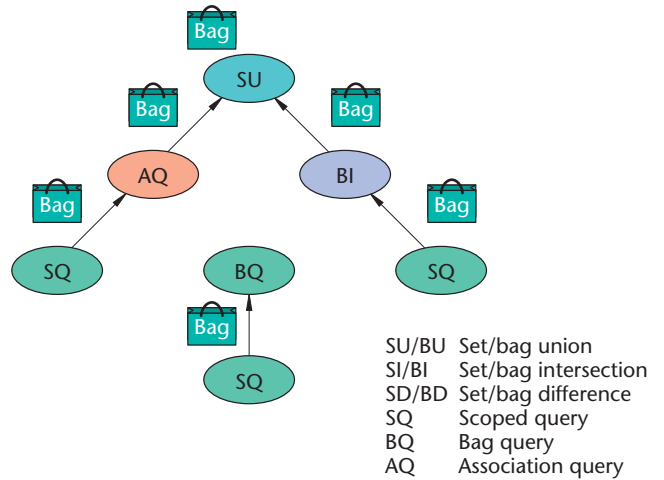 Bag
SU
Bag
Bag
AQ
BI
Bag
Bag
SQ
BQ
SQ
Bag
SQ
SU/BU Set/bag union
SI/BI Set/bag intersection
SD/BD Set/bag difference
SQ Scoped query
BQ Bag query
AQ Association query